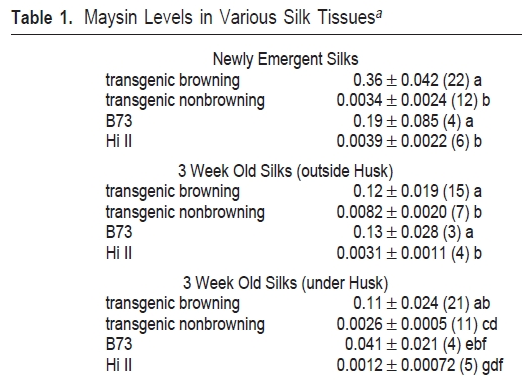 Table 1. Maysin Levels in Various Silk Tissuesa
Newly Emergent Silks
transgenic browning 0.36 ± 0.042 (22) a
transgenic nonbrowning 0.0034 ± 0.0024 (12) b
B73 0.19 ± 0.085 (4) a
Hi II 0.0039 ± 0.0022 (6) b
3 Week Old Silks (outside Husk)
transgenic browning 0.12 ± 0.019 (15) a
transgenic nonbrowning 0.0082 ± 0.0020 (7) b
B73 0.13 ± 0.028 (3) a
Hi II 0.0031 ± 0.0011 (4) b
3 Week Old Silks (under Husk)
transgenic browning 0.11 ± 0.024 (21) ab
transgenic nonbrowning 0.0026 ± 0.0005 (11) cd
B73 0.041 ± 0.021 (4) ebf
Hi II 0.0012 ± 0.00072 (5) gdf